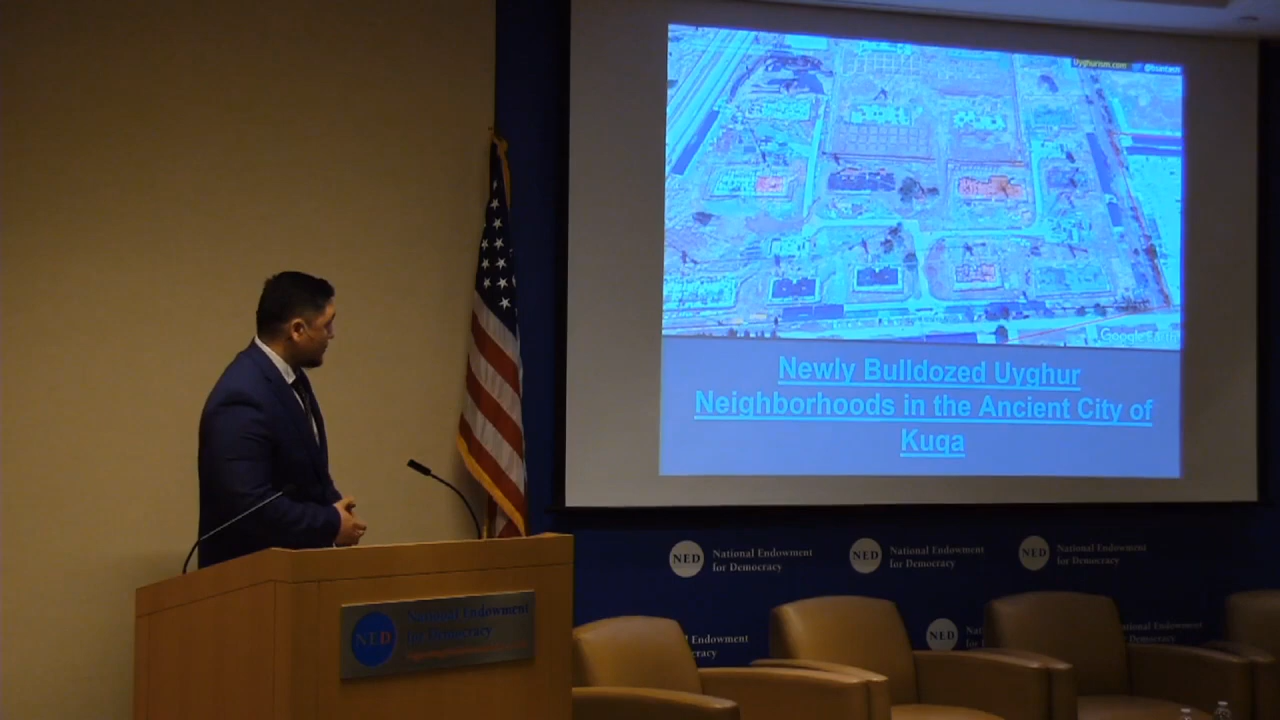 Uyghurism.com
Google Earth
Newly Bulldozed Uyghur
Neighborhoods in the Ancient City of
Kuqa
NED
National Endowment
for Democracy
NED
National Endowment
for Democracy
NED
National Endowment
for Democracy
Endowment
NED
National Endowment
for Democracy